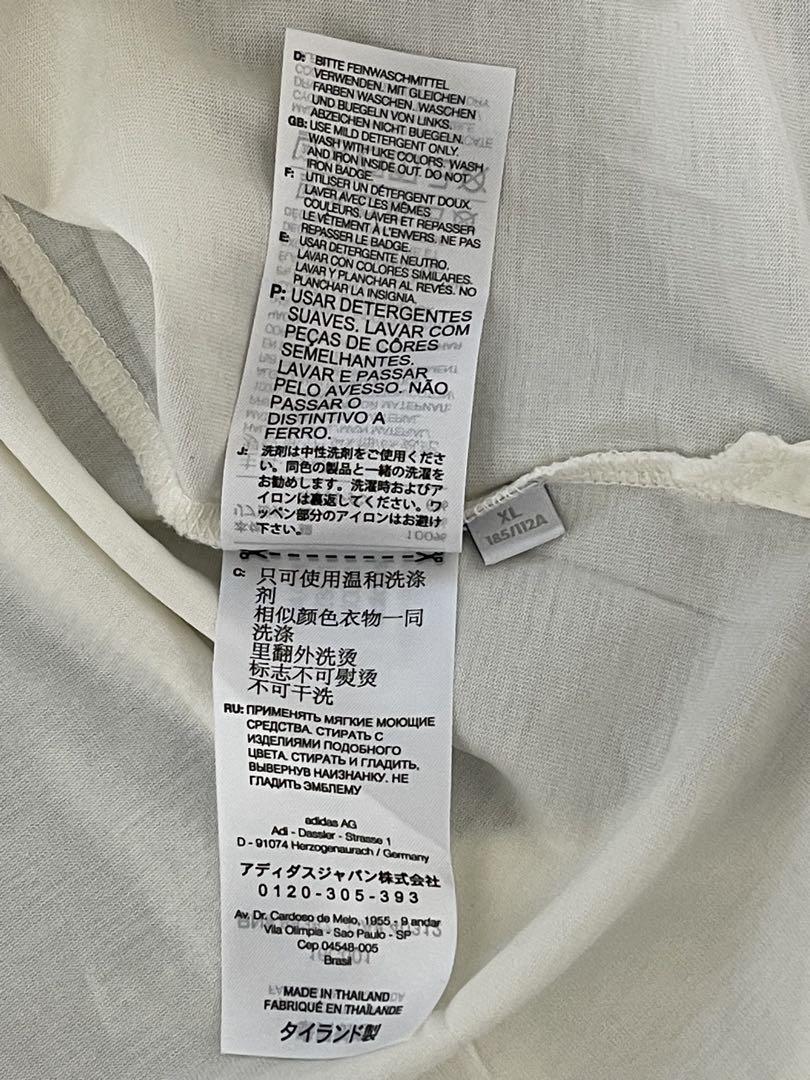 D: BITTE FEINWASCHMITTEL
VERWENDEN. MIT GLEICHEN
FARBEN WASCHEN. WASCHEN
UND BUEGELN VON LINKS.
ABZEICHEN NICHT BUEGELN.
GB: USE MILD DETERGENT ONLY.
WASH WITH LIKE COLORS. WASH
AND IRON INSIDE OUT. DO NOT
IRON BADGE.
F: UTILISER UN DÉTERGENT DOUX.
LAVER AVEC LES MÊMES
COULEURS. LAVER ET REPASSER
LE VÊTEMENT À L'ENVERS. NE PAS
REPASSER LE BADGE.
E: USAR DETERGENTE NEUTRO.
LAVAR CON COLORES SIMILARES.
LAVAR Y PLANCHAR AL REVÉS. NO
PLANCHAR LA INSIGNIA.
P: USAR DETERGENTES
SUAVES. LAVAR COM
PEÇAS DE CÔRES
SEMELHANTES.
LAVAR E PASSAR
PELO AVESSO. NÃO
PASSAR O
DISTINTIVO A
FERRO.
J: 洗剤は中性洗剤をご使用くださ
い。同色の製品と一緒の洗濯を
お勧めします。洗濯時およびア
イロンは裏返してください。ワ
ッペン部分のアイロンはお避け
下さい。
100%
XL
185/112A
C: 只可使用温和洗涤
剂
相似颜色衣物一同
洗涤
里翻外洗烫
标志不可熨烫
不可干洗
RU: ПРИМЕНЯТЬ МЯГКИЕ МОЮЩИЕ
СРЕДСТВА. СТИРАТЬ С
ИЗДЕЛИЯМИ ПОДОБНОГО
ЦВЕТА. СТИРАТЬ И ГЛАДИТЬ,
ВЫВЕРНУВ НАИЗНАНКУ. НЕ
ГЛАДИТЬ ЭМБЛЕМУ
adidas AG
Adi - Dassler - Strasse 1
D - 91074 Herzogenaurach / Germany
アディダスジャパン株式会社
0120-305-393
Av. Dr. Cardoso de Melo, 1955 - 9 andar
Vila Olimpia - Sao Paulo - SP
Cep 04548-005
Brasil
MADE IN THAILAND
FABRIQUÉ EN THAÏLANDE
タイランド製